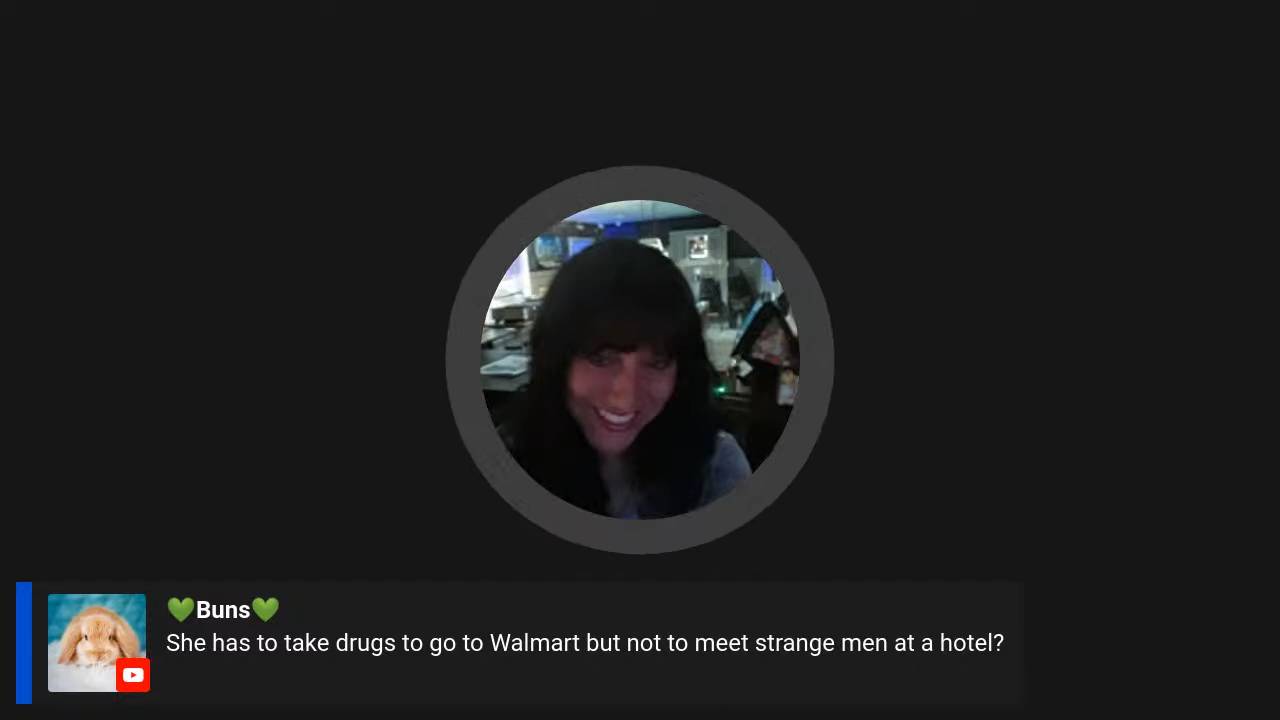 💚Buns💚
She has to take drugs to go to Walmart but not to meet strange men at a hotel?